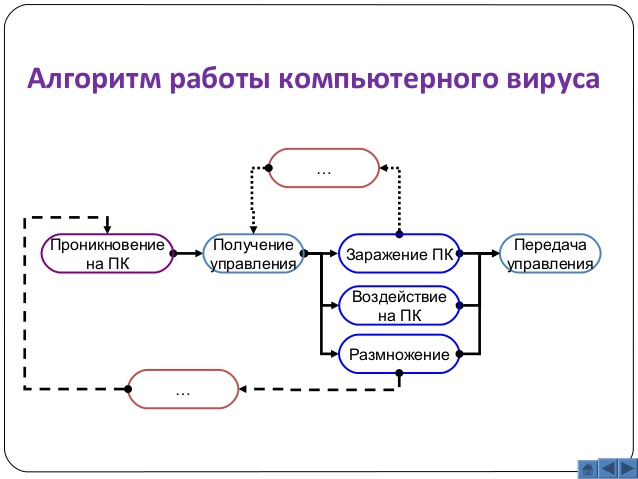 Алгоритм работы компьютерного вируса
…
Проникновение
на ПК
Получение
управления
Заражение ПК
Передача
управления
Воздействие
на ПК
Размножение
…